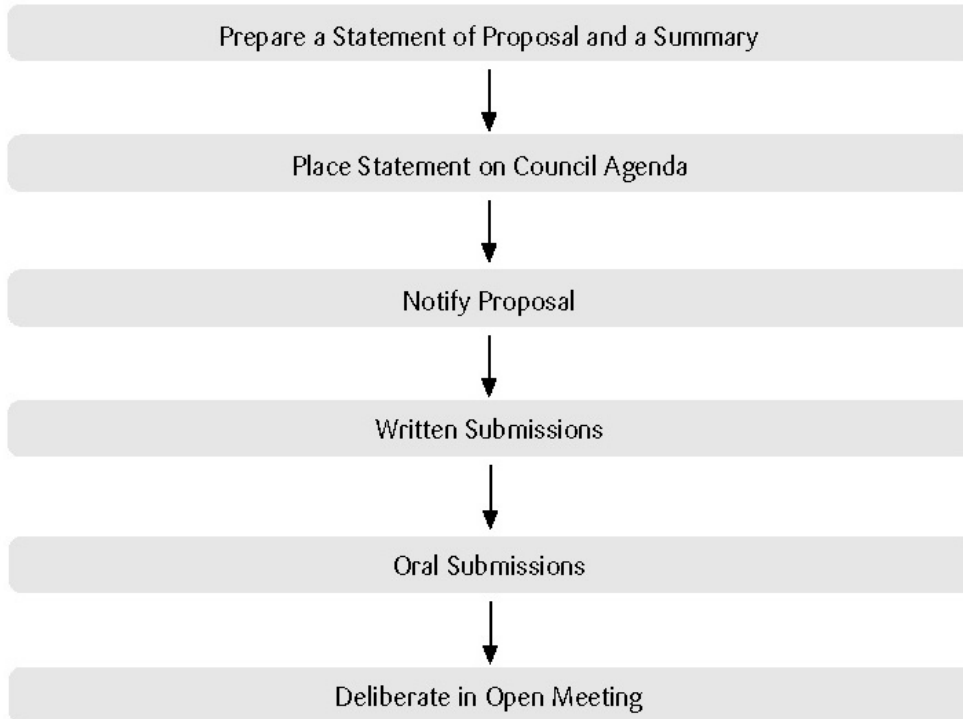 Prepare a Statement of Proposal and a Summary
Place Statement on Council Agenda
Notify Proposal
Written Submissions
Oral Submissions
Deliberate in Open Meeting